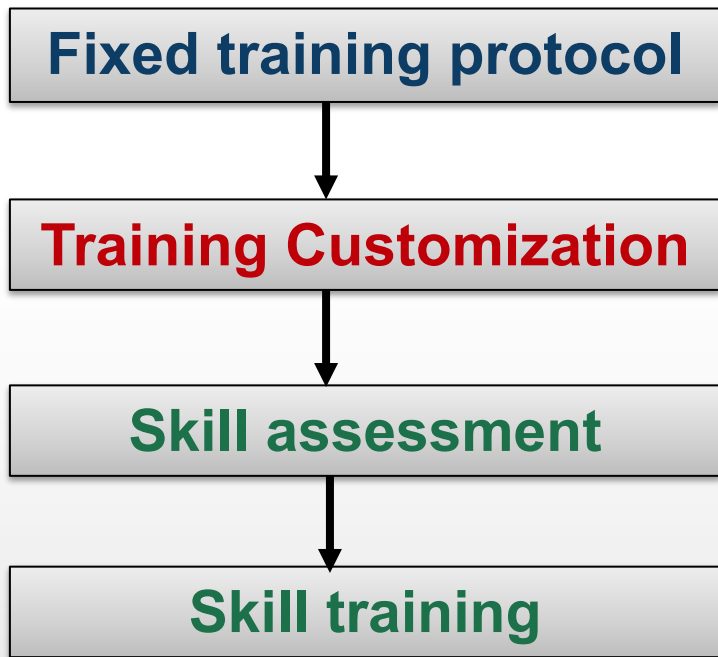 Fixed training protocol
Training Customization
Skill assessment
Skill training